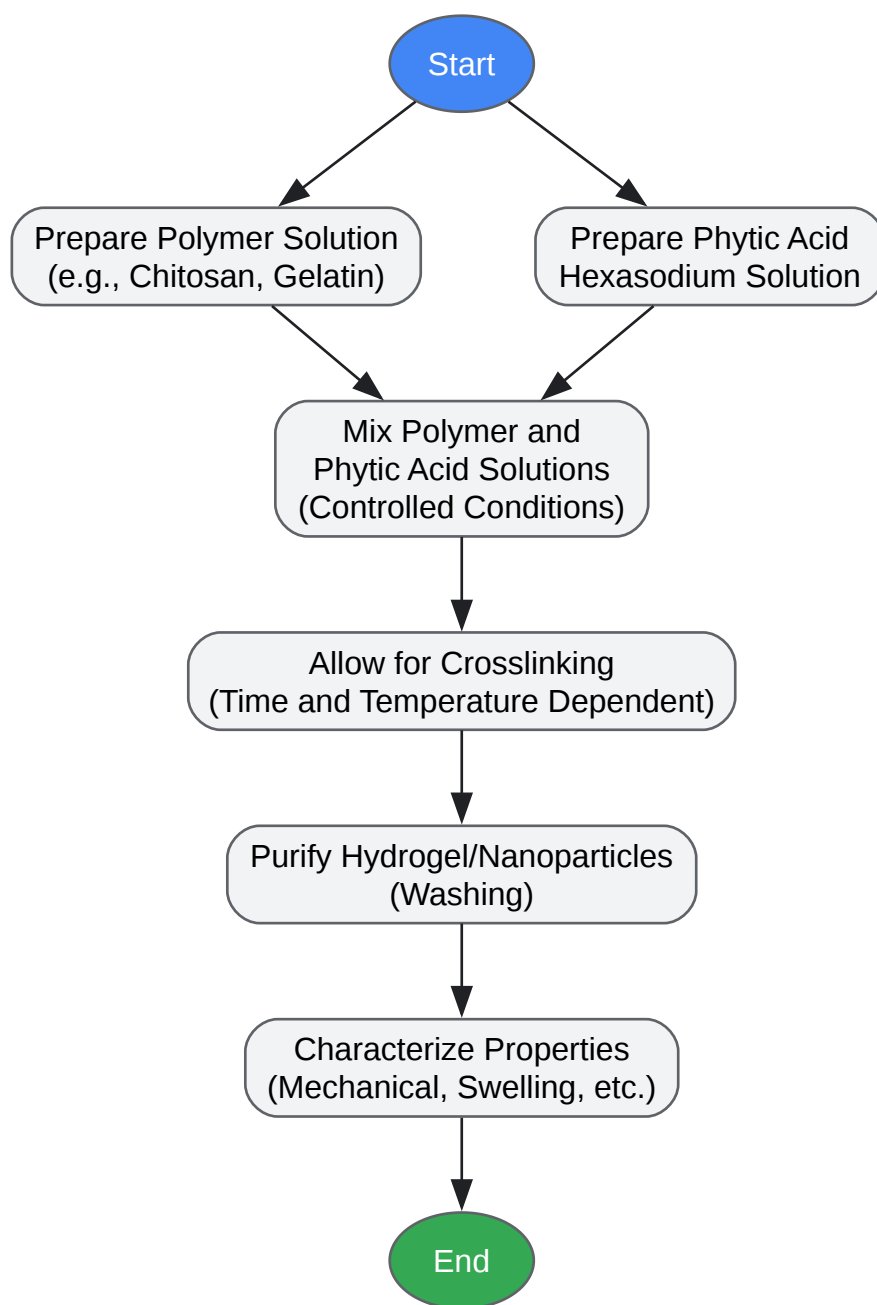 Start
Prepare Polymer Solution
(e.g., Chitosan, Gelatin)
Prepare Phytic Acid
Hexasodium Solution
Mix Polymer and
Phytic Acid Solutions
(Controlled Conditions)
Allow for Crosslinking
(Time and Temperature Dependent)
Purify Hydrogel/Nanoparticles
(Washing)
Characterize Properties
(Mechanical, Swelling, etc.)
End